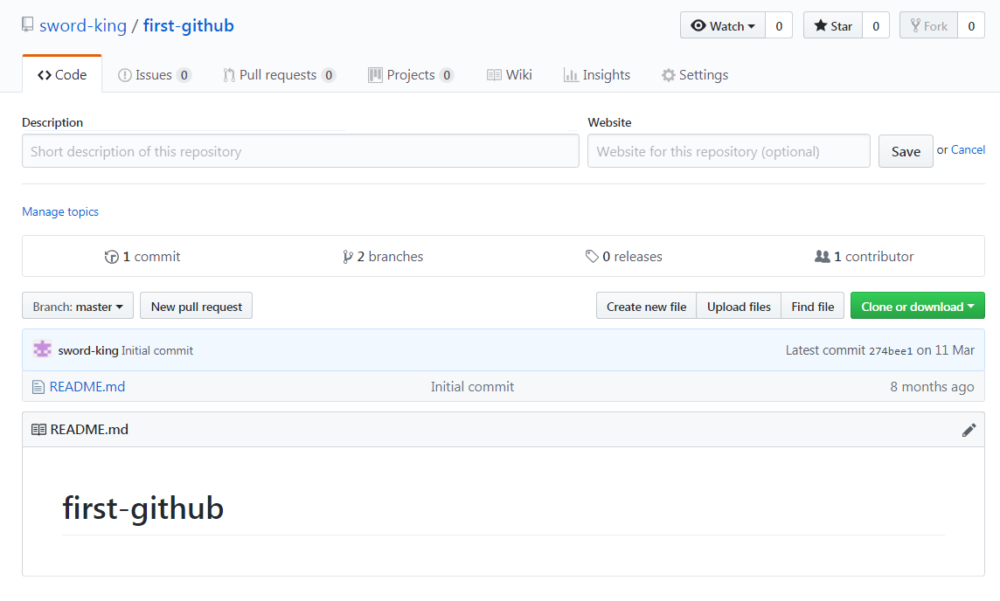 sword-king / first-github Watch 0 Star 0 Fork 0
Code Issues 0 Pull requests 0 Projects 0 Wiki Insights Settings
Description Website
Short description of this repository Website for this repository (optional) Save or Cancel
Manage topics
1 commit 2 branches 0 releases 1 contributor
Branch: master New pull request Create new file Upload files Find file Clone or download
sword-king Initial commit Latest commit 274bee1 on 11 Mar
README.md Initial commit 8 months ago
README.md
first-github